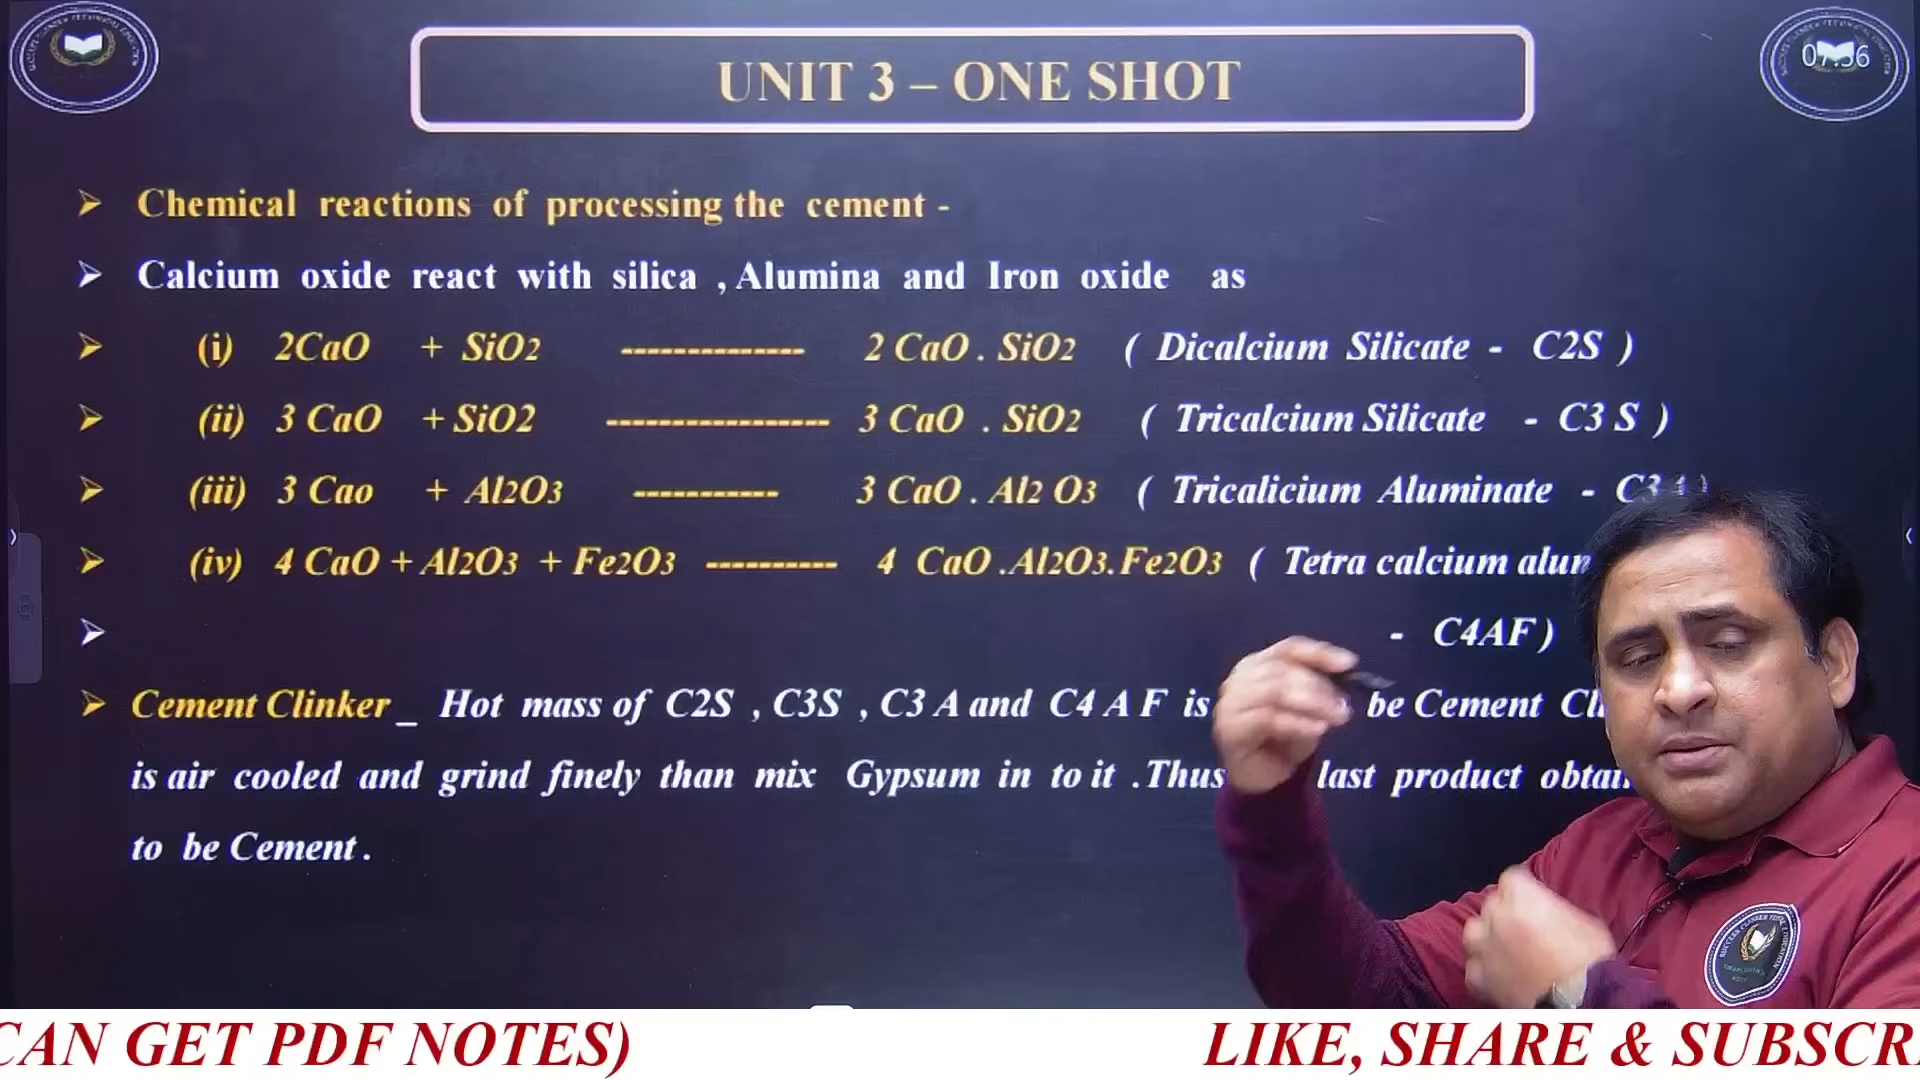 07:36
UNIT 3 – ONE SHOT
Chemical reactions of processing the cement -
Calcium oxide react with silica , Alumina and Iron oxide as
(i) 2CaO + SiO2 -------------- 2 CaO . SiO2 ( Dicalcium Silicate - C2S )
(ii) 3 CaO + SiO2 ----------------- 3 CaO . SiO2 ( Tricalcium Silicate - C3 S )
(iii) 3 Cao + Al2O3 ----------- 3 CaO . Al2 O3 ( Tricalicium Aluminate -
(iv) 4 CaO + Al2O3 + Fe2O3 ---------- 4 CaO .Al2O3.Fe2O3 ( Tetra calcium
- C4AF )
Cement Clinker _ Hot mass of C2S , C3S , C3 A and C4 A F is be Cement
is air cooled and grind finely than mix Gypsum in to it . Thus last product
to be Cement .
CAN GET PDF NOTES) LIKE, SHARE &